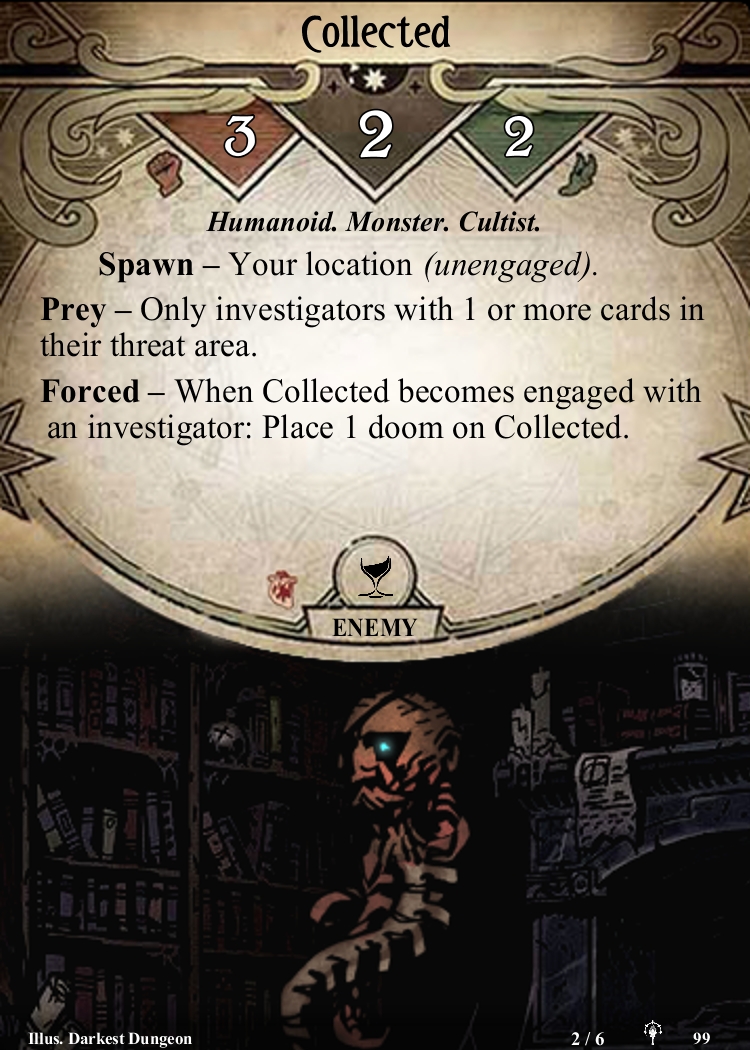 Collected
3 2 2
Humanoid. Monster. Cultist.
Spawn – Your location (unengaged).
Prey – Only investigators with 1 or more cards in
their threat area.
Forced – When Collected becomes engaged with
an investigator: Place 1 doom on Collected.
ENEMY
Illus. Darkest Dungeon 2 / 6 99